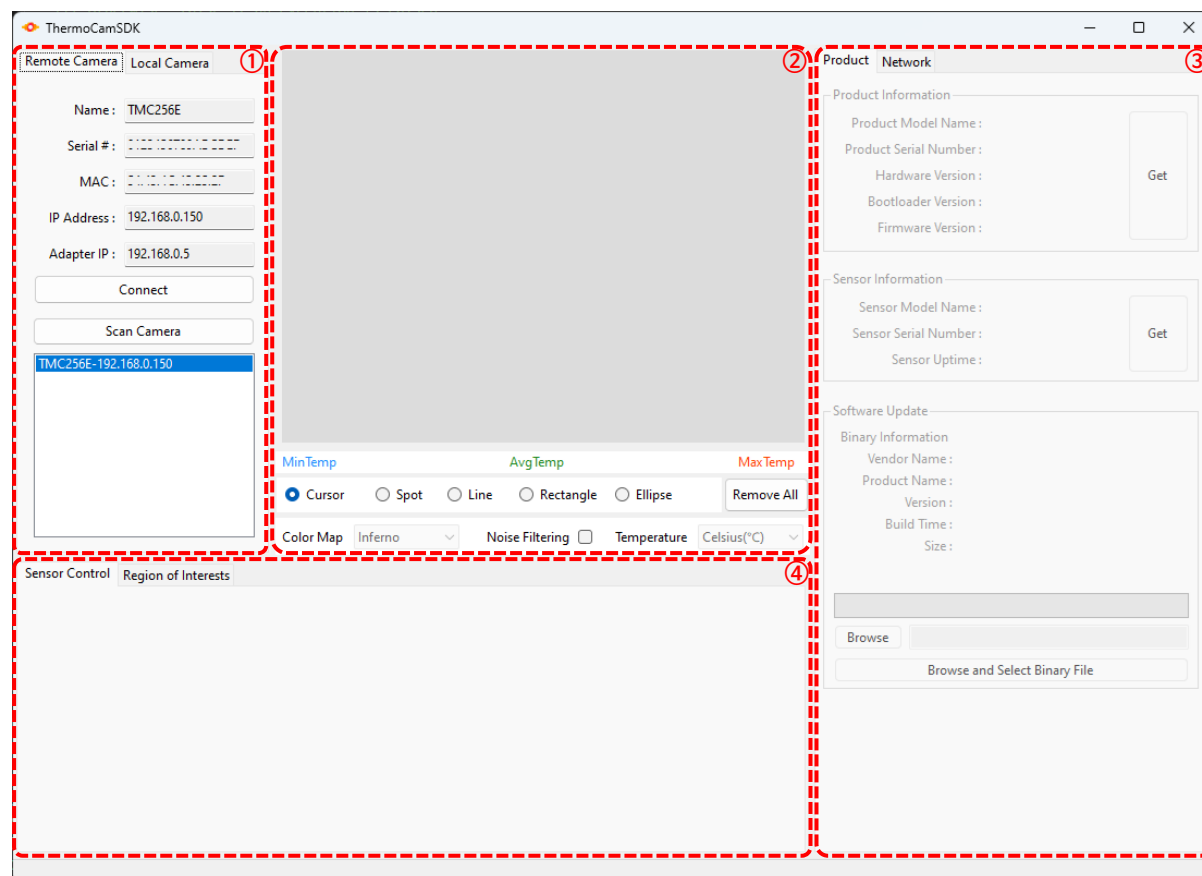 ThermoCamSDK
Remote Camera Local Camera ①
Name : TMC256E
Serial # :
MAC :
IP Address : 192.168.0.150
Adapter IP : 192.168.0.5
Connect
Scan Camera
TMC256E-192.168.0.150
②
MinTemp AvgTemp MaxTemp
Cursor Spot Line Rectangle Ellipse Remove All
Color Map Inferno Noise Filtering Temperature Celsius(°C)
Product Network ③
Product Information
Product Model Name :
Product Serial Number :
Hardware Version :
Bootloader Version :
Firmware Version :
Get
Sensor Information
Sensor Model Name :
Sensor Serial Number :
Sensor Uptime :
Get
Software Update
Binary Information
Vendor Name :
Product Name :
Version :
Build Time :
Size :
Browse
Browse and Select Binary File
Sensor Control Region of Interests ④